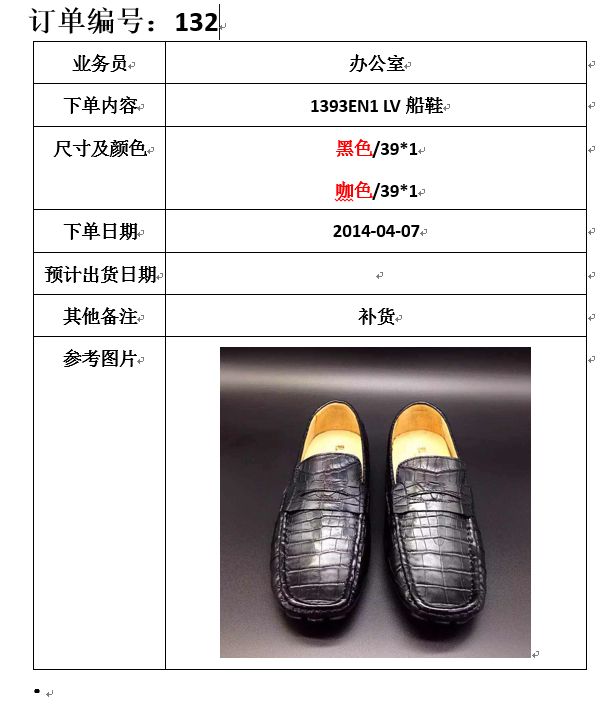 订单编号：132
业务员 办公室
下单内容 1393EN1 LV 船鞋
尺寸及颜色 黑色/39*1
咖色/39*1
下单日期 2014-04-07
预计出货日期
其他备注 补货
参考图片